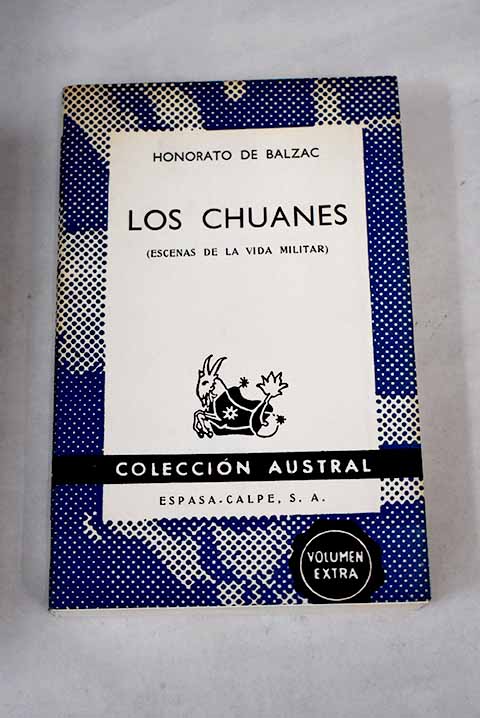 HONORATO DE BALZAC
LOS CHUANES
(ESCENAS DE LA VIDA MILITAR)
COLECCIÓN AUSTRAL
ESPASA-CALPE, S. A.
VOLUMEN
EXTRA